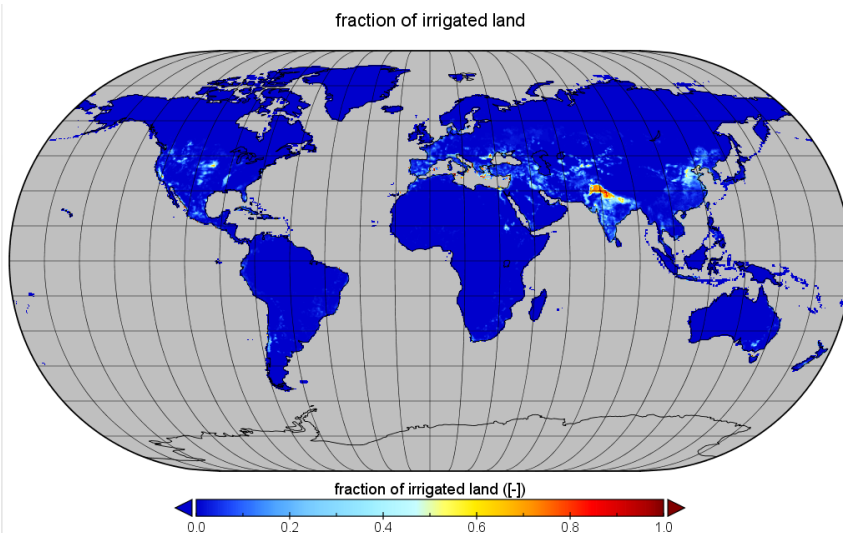 fraction of irrigated land
fraction of irrigated land ([-])
0.0 0.2 0.4 0.6 0.8 1.0